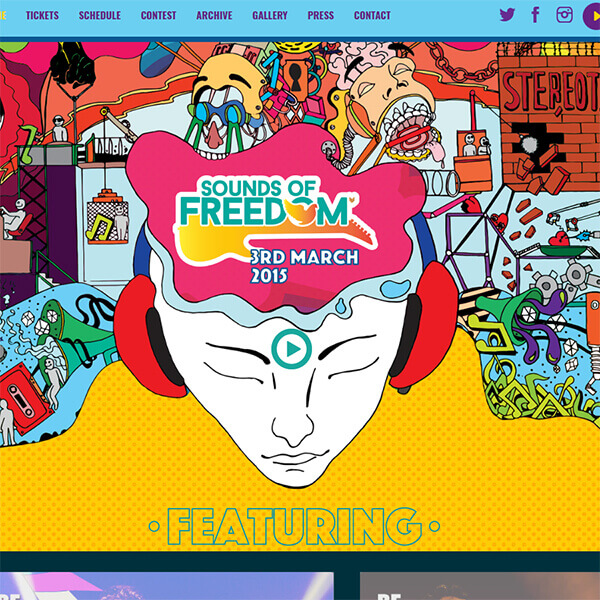 TICKETS SCHEDULE CONTEST ARCHIVE GALLERY PRESS CONTACT
STEREOT
SOUNDS OF
FREEDOM
3RD MARCH
2015
• FEATURING •